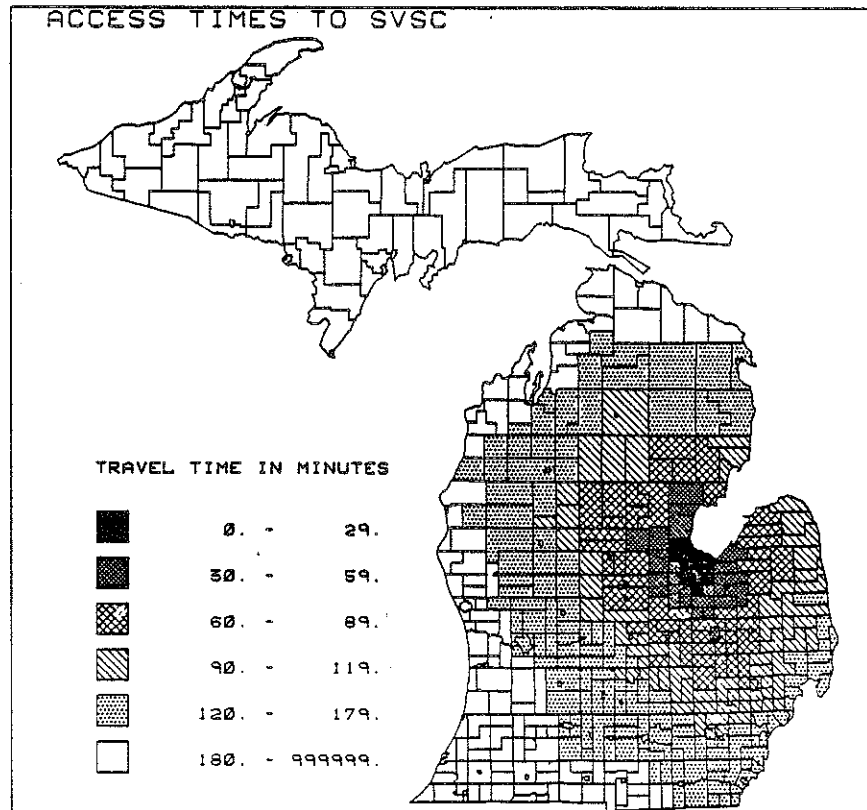 ACCESS TIMES TO SVSC
TRAVEL TIME IN MINUTES
0. - 29.
30. - 59.
60. - 89.
90. - 119.
120. - 179.
180. - 999999.